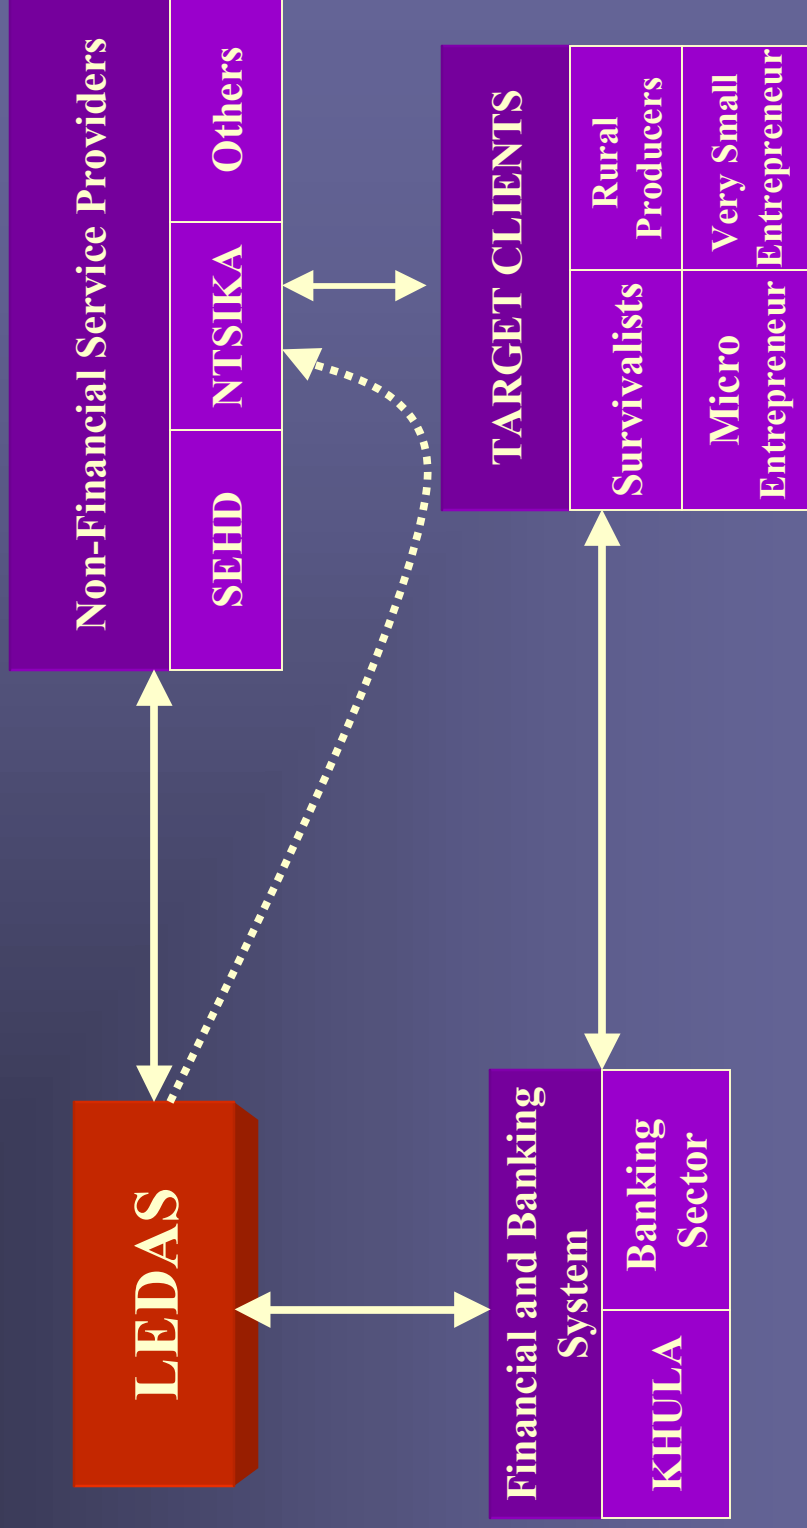 LEDAS
Non-Financial Service Providers
SEHD
NTSIKA
Others
Financial and Banking
System
KHULA
Banking
Sector
TARGET CLIENTS
Survivalists
Rural
Producers
Micro
Entrepreneur
Very Small
Entrepreneur